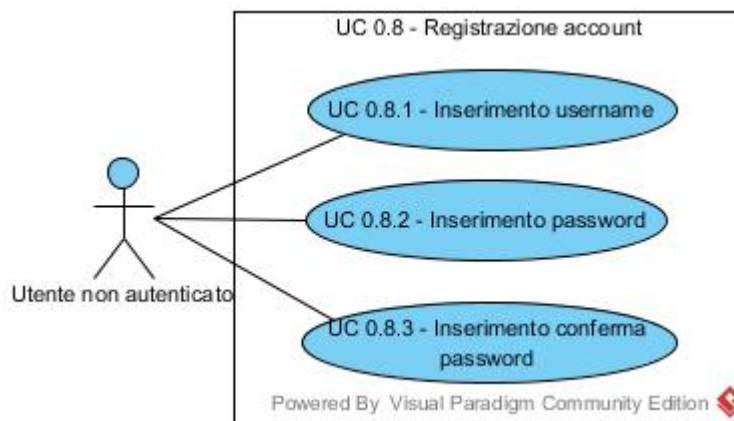 UC 0.8 - Registrazione account
UC 0.8.1 - Inserimento username
UC 0.8.2 - Inserimento password
Utente non autenticato
UC 0.8.3 - Inserimento conferma
password
Powered By Visual Paradigm Community Edition